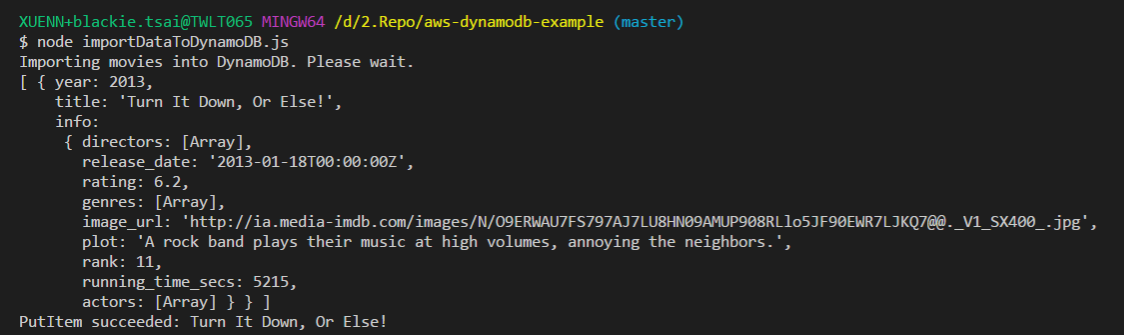 XUENN+blackie.tsai@TWLT065 MINGW64 /d/2.Repo/aws-dynamodb-example (master)
$ node importDataToDynamoDB.js
Importing movies into DynamoDB. Please wait.
[ { year: 2013,
title: 'Turn It Down, Or Else!',
info:
{ directors: [Array],
release_date: '2013-01-18T00:00:00Z',
rating: 6.2,
genres: [Array],
image_url: 'http://ia.media-imdb.com/images/N/O9ERWAU7FS797AJ7LU8HN09AMUP908RLlo5JF90EWR7LJKQ7@@._V1_SX400_.jpg',
plot: 'A rock band plays their music at high volumes, annoying the neighbors.',
rank: 11,
running_time_secs: 5215,
actors: [Array] } } ]
PutItem succeeded: Turn It Down, Or Else!